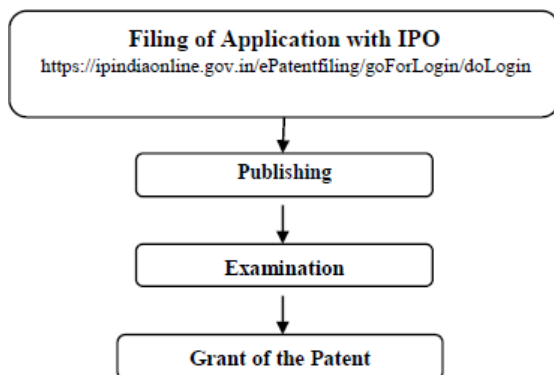 Filing of Application with IPO
https://ipindiaonline.gov.in/ePatentfiling/goForLogin/doLogin
Publishing
Examination
Grant of the Patent